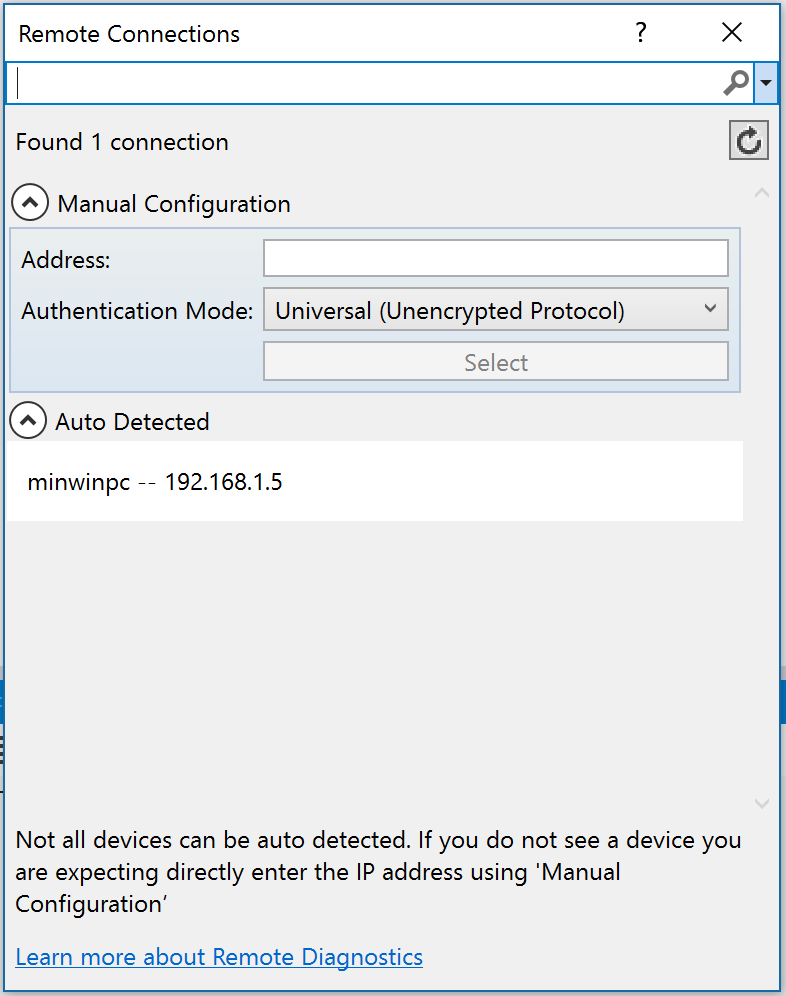 Remote Connections ?
Found 1 connection
Manual Configuration
Address:
Authentication Mode: Universal (Unencrypted Protocol)
Select
Auto Detected
minwinpc -- 192.168.1.5
Not all devices can be auto detected. If you do not see a device you
are expecting directly enter the IP address using 'Manual
Configuration’
Learn more about Remote Diagnostics